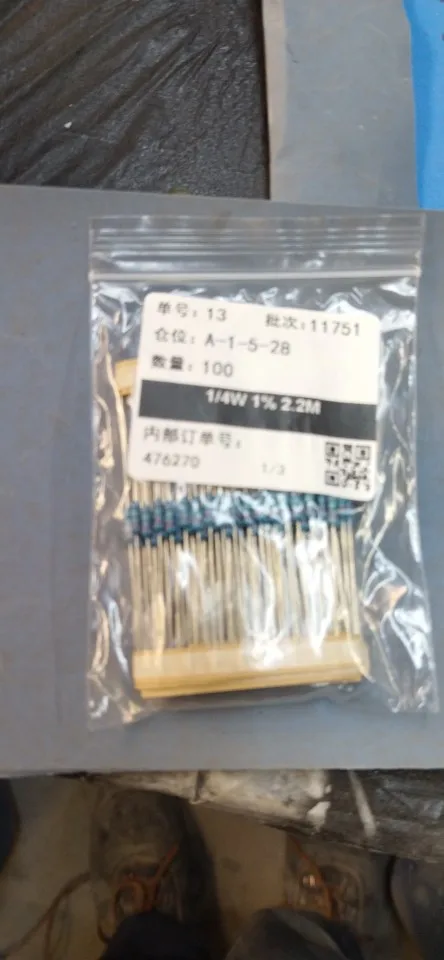 单号：13 批次：11751
仓位：A-1-5-28
数量：100
1/4W 1% 2.2M
内部订单号：
476270 1/3